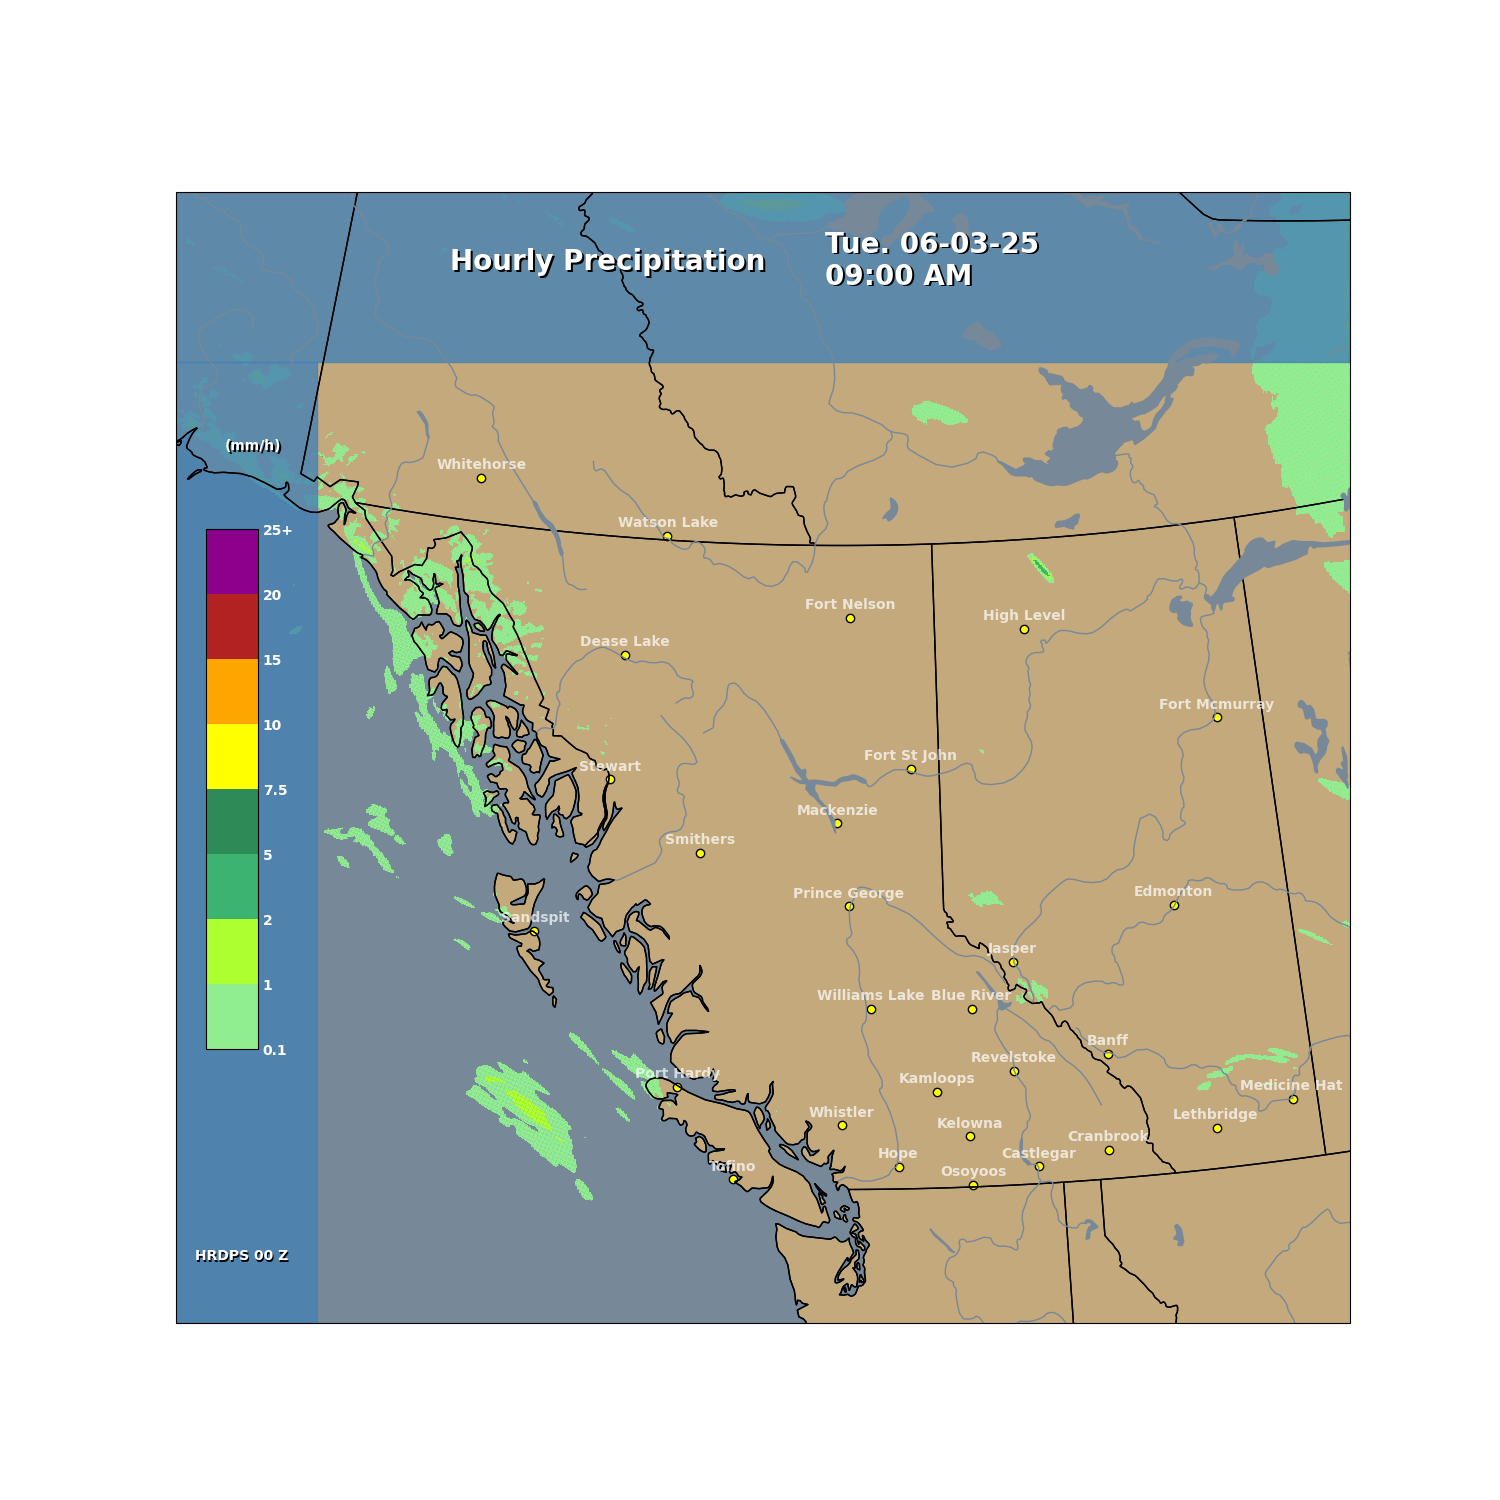 Hourly Precipitation
Tue. 06-03-25
09:00 AM
(mm/h)
25+
20
15
10
7.5
5
2
1
0.1
HRDPS 00 Z
Whitehorse
Watson Lake
Fort Nelson
High Level
Dease Lake
Fort Mcmurray
Fort St John
Stewart
Mackenzie
Smithers
Prince George
Edmonton
Sandspit
Jasper
Williams Lake
Blue River
Banff
Revelstoke
Port Hardy
Kamloops
Medicine Hat
Whistler
Lethbridge
Kelowna
Cranbrook
Hope
Castlegar
Tofino
Osoyoos